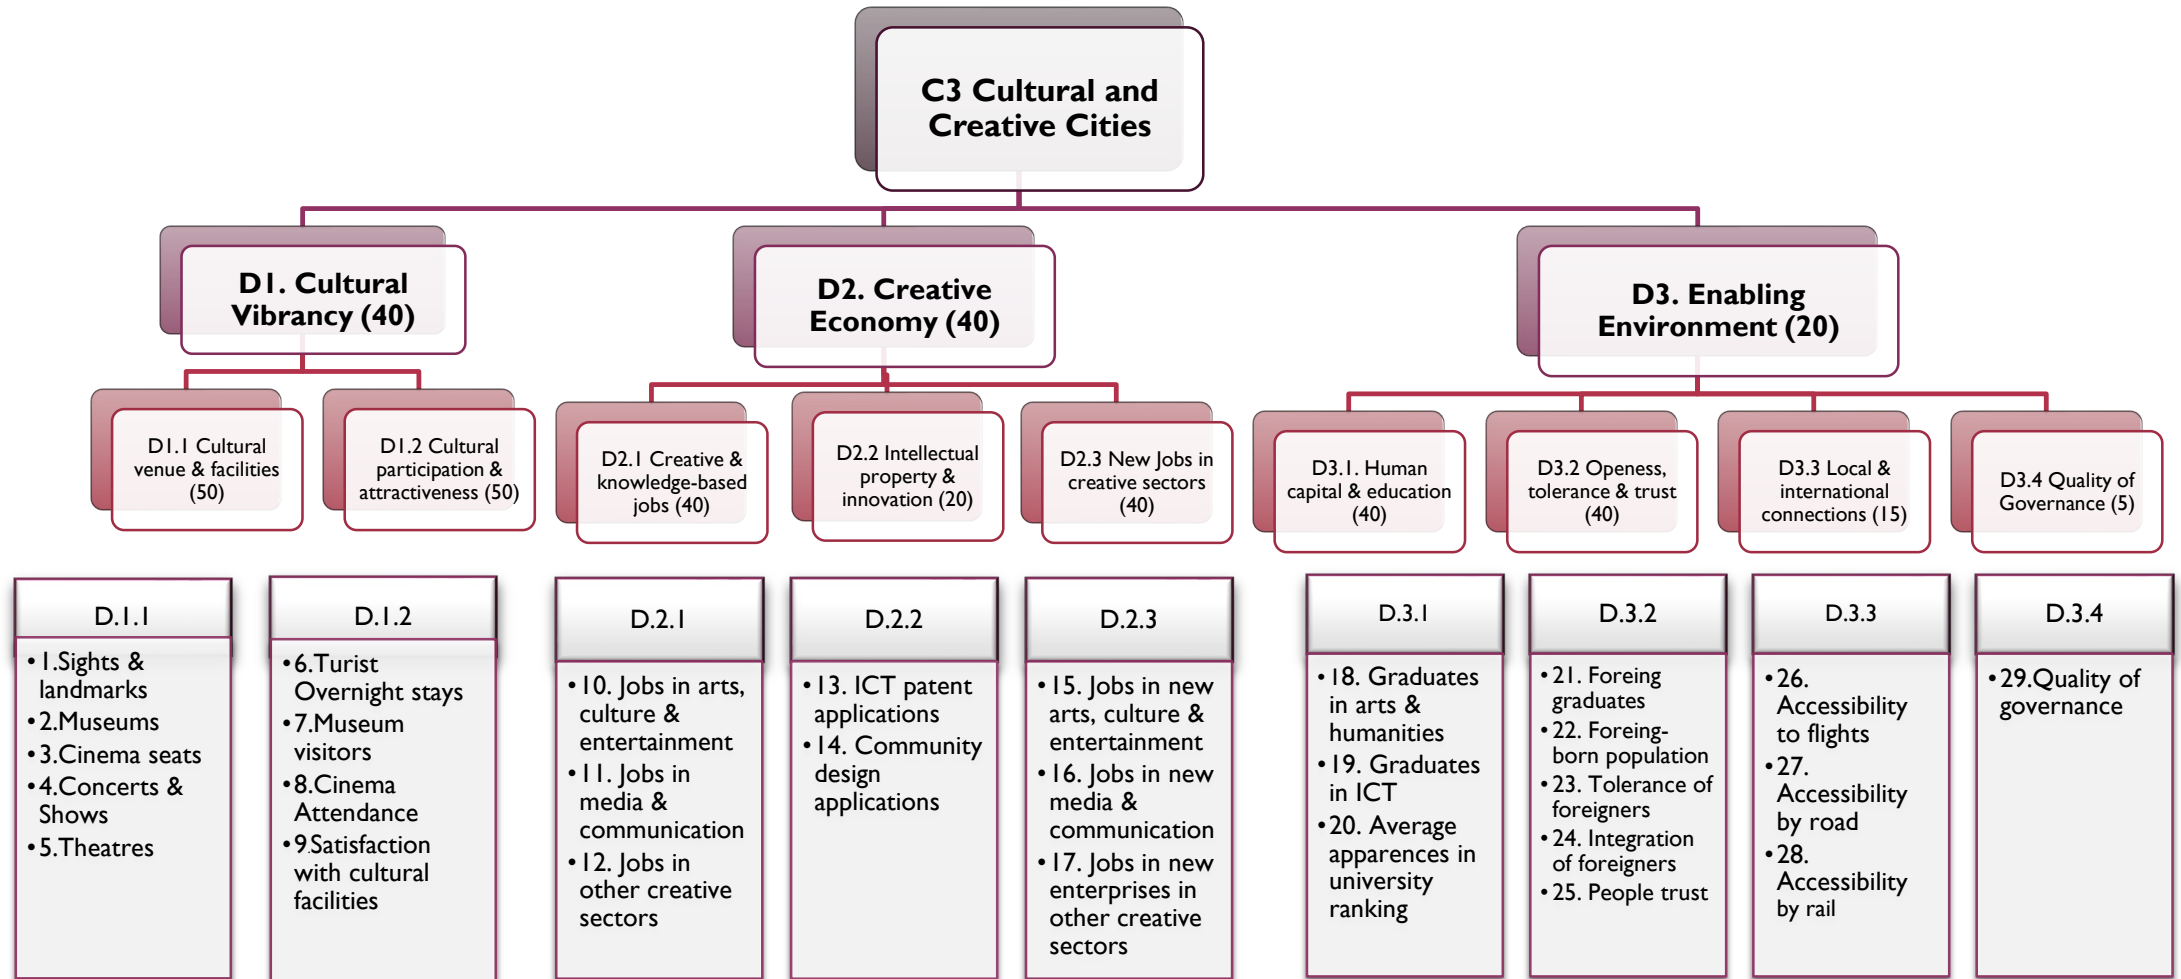 C3 Cultural and
Creative Cities
D1. Cultural
Vibrancy (40)
D2. Creative
Economy (40)
D3. Enabling
Environment (20)
D1.1 Cultural
venue & facilities
(50)
D1.2 Cultural
participation &
attractiveness (50)
D2.1 Creative &
knowledge-based
jobs (40)
D2.2 Intellectual
property &
innovation (20)
D2.3 New Jobs in
creative sectors
(40)
D3.1. Human
capital & education
(40)
D3.2 Openess,
tolerance & trust
(40)
D3.3 Local &
international
connections (15)
D3.4 Quality of
Governance (5)
D.1.1
•1.Sights &
landmarks
•2.Museums
•3.Cinema seats
•4.Concerts &
Shows
•5.Theatres
D.1.2
•6.Turist
Overnight stays
•7.Museum
visitors
•8.Cinema
Attendance
•9.Satisfaction
with cultural
facilities
D.2.1
•10. Jobs in arts,
culture &
entertainment
•11. Jobs in
media &
communication
•12. Jobs in
other creative
sectors
D.2.2
•13. ICT patent
applications
•14. Community
design
applications
D.2.3
•15. Jobs in new
arts, culture &
entertainment
•16. Jobs in new
media &
communication
•17. Jobs in new
enterprises in
other creative
sectors
D.3.1
•18. Graduates
in arts &
humanities
•19. Graduates
in ICT
•20. Average
apparences in
university
ranking
D.3.2
•21. Foreing
graduates
•22. Foreing-
born population
•23. Tolerance of
foreigners
•24. Integration
of foreigners
•25. People trust
D.3.3
•26.
Accessibility
to flights
•27.
Accessibility
by road
•28.
Accessibility
by rail
D.3.4
•29.Quality of
governance